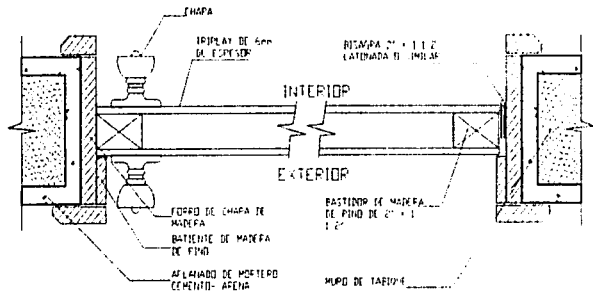 CHAPA
TRIPLAY DE 6mm
DE ESPESOR
BISAGRA 2" × 1 1 2
LATONADA O IMILAR
INTERIOR
EXTERIOR
FORRO DE CHAPA DE
MADERA
BATIENTE DE MADERA
DE PINO
APLANADO DE MORTERO
CEMENTO- ARENA
BASTIDOR DE MADERA
DE PINO DE 2" × 1
1 2"
MURO DE TABIQUE